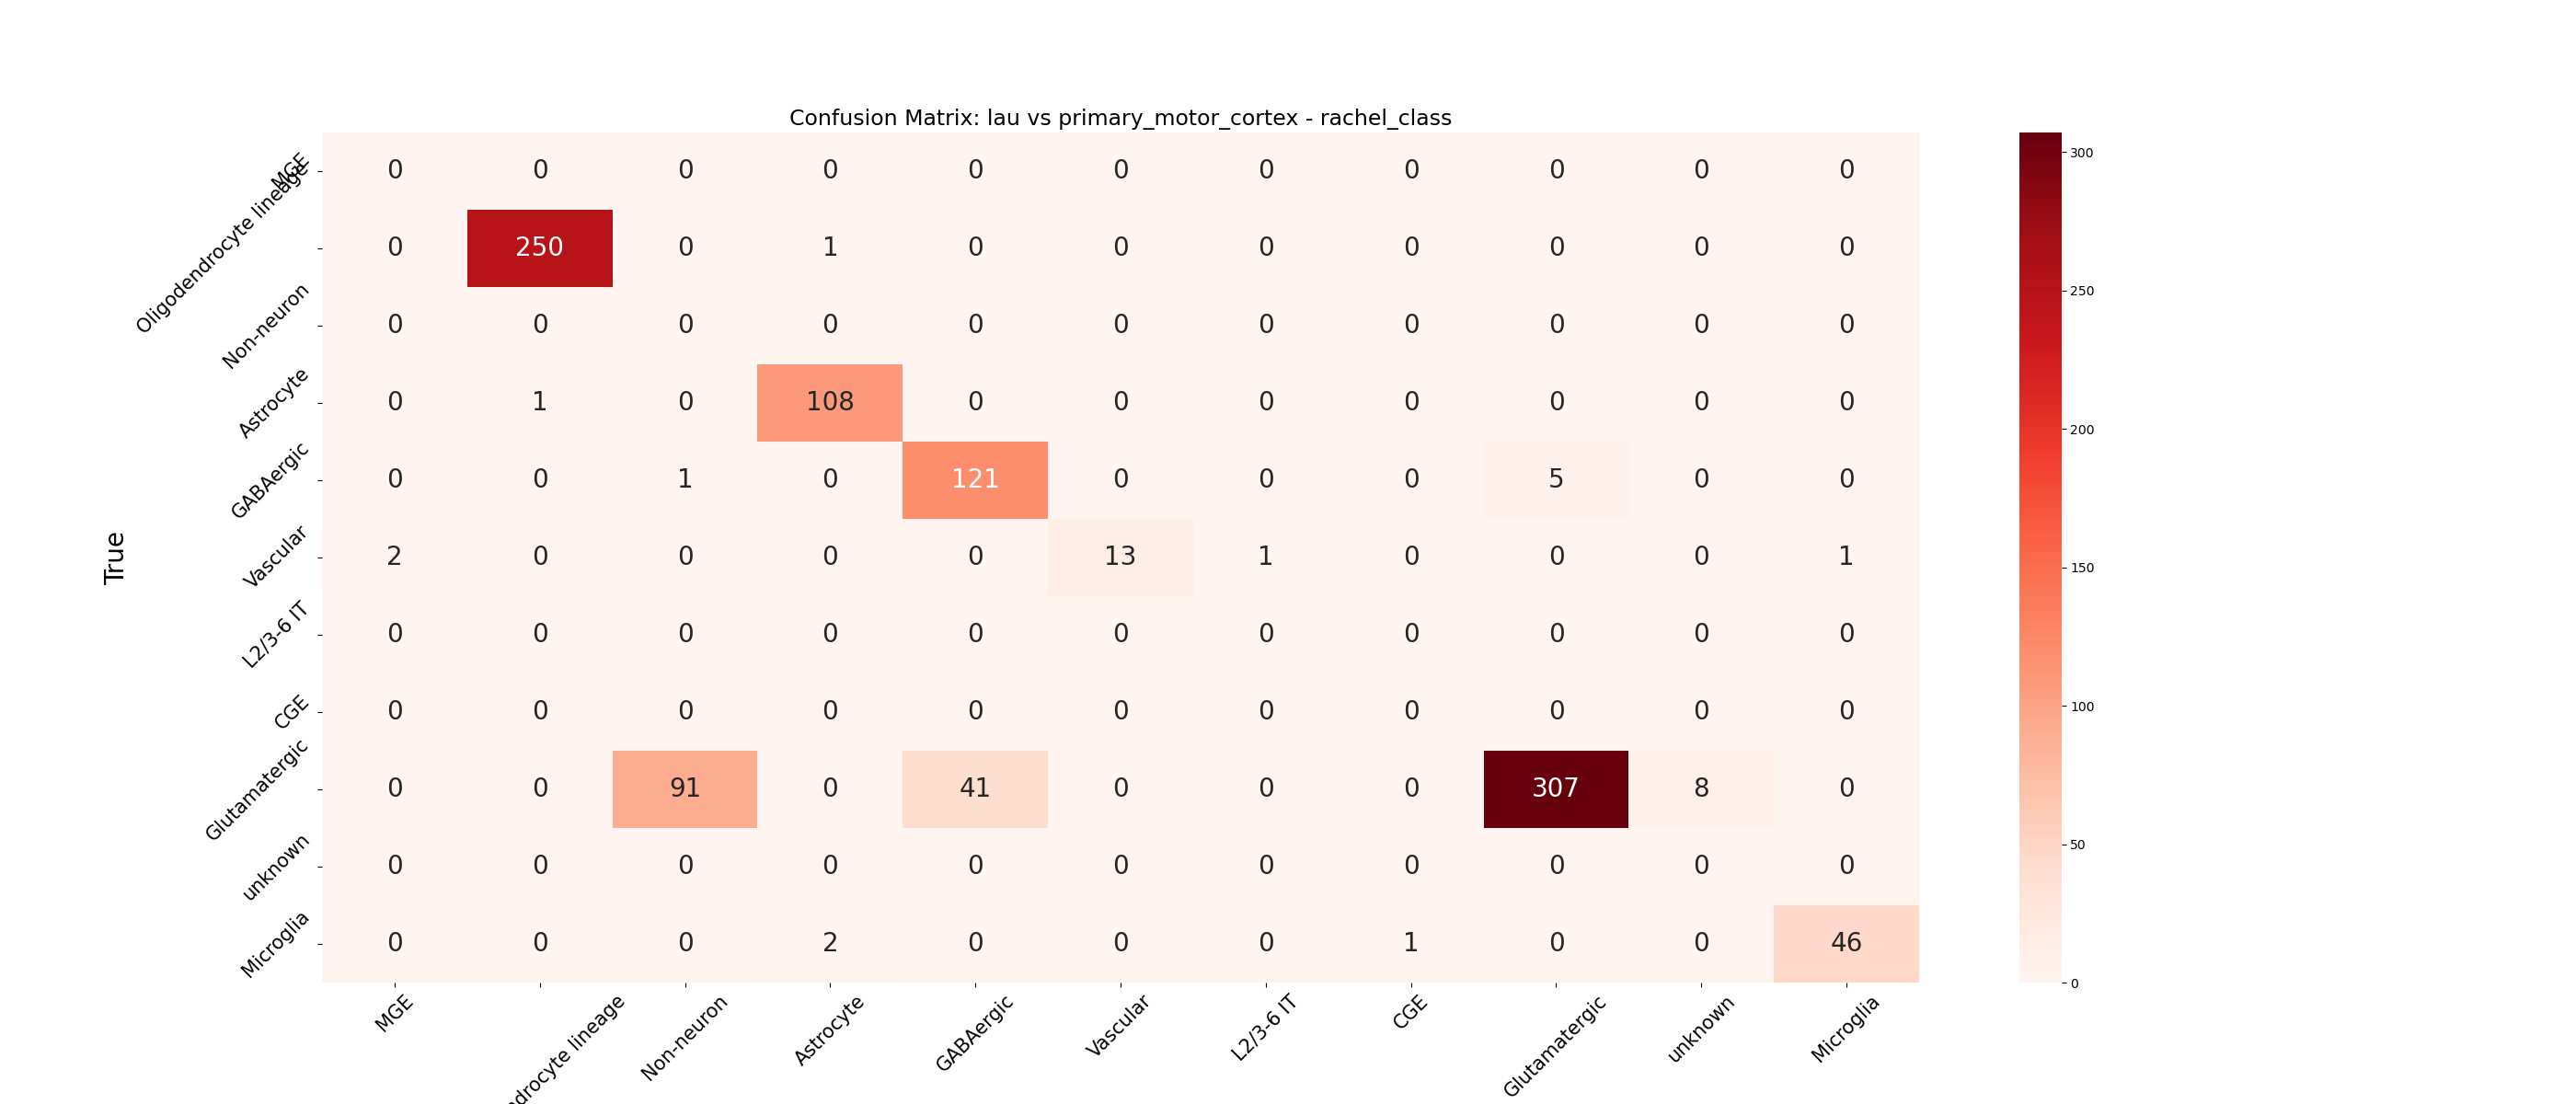 Confusion Matrix: lau vs primary_motor_cortex - rachel_class
True
MGE 0 0 0 0 0 0 0 0 0 0 0
Oligodendrocyte lineage 0 250 0 1 0 0 0 0 0 0 0
Non-neuron 0 0 0 0 0 0 0 0 0 0 0
Astrocyte 0 1 0 108 0 0 0 0 0 0 0
GABAergic 0 0 1 0 121 0 0 0 5 0 0
Vascular 2 0 0 0 0 13 1 0 0 0 1
L2/3-6 IT 0 0 0 0 0 0 0 0 0 0 0
CGE 0 0 0 0 0 0 0 0 0 0 0
Glutamatergic 0 0 91 0 41 0 0 0 307 8 0
unknown 0 0 0 0 0 0 0 0 0 0 0
Microglia 0 0 0 2 0 0 0 1 0 0 46
MGE ndrocyte lineage Non-neuron Astrocyte GABAergic Vascular L2/3-6 IT CGE Glutamatergic unknown Microglia
300
250
200
150
100
50
0